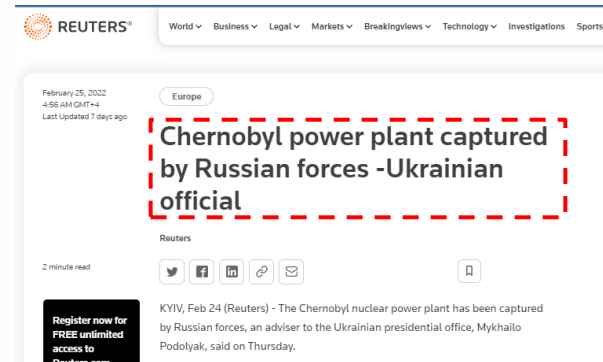 REUTERS®
World Business Legal Markets Breakingviews Technology Investigations Sports
February 25, 2022
4:56 AM GMT+4
Last Updated 7 days ago
Europe
Chernobyl power plant captured
by Russian forces -Ukrainian
official
Reuters
2 minute read
KYIV, Feb 24 (Reuters) - The Chernobyl nuclear power plant has been captured
by Russian forces, an adviser to the Ukrainian presidential office, Mykhailo
Podolyak, said on Thursday.
Register now for
FREE unlimited
access to
Reuters.com